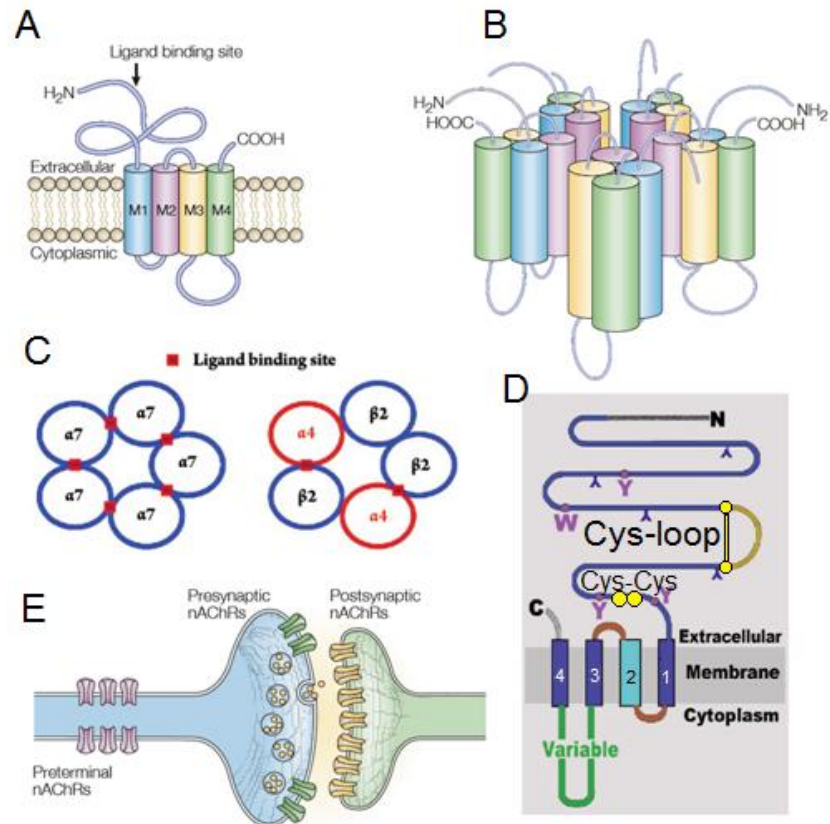 A
Ligand binding site
H₂N
COOH
Extracellular
M1 M2 M3 M4
Cytoplasmic
B
H₂N
HOOC
NH₂
COOH
C
Ligand binding site
α7
α7
α7
α7
α7
α4
β2
β2
α4
β2
D
N
Y
W
Cys-loop
Cys-Cys
Y
Y
C
Extracellular
4 3 2 1
Membrane
Cytoplasm
Variable
E
Presynaptic
nAChRs
Postsynaptic
nAChRs
Preterminal
nAChRs